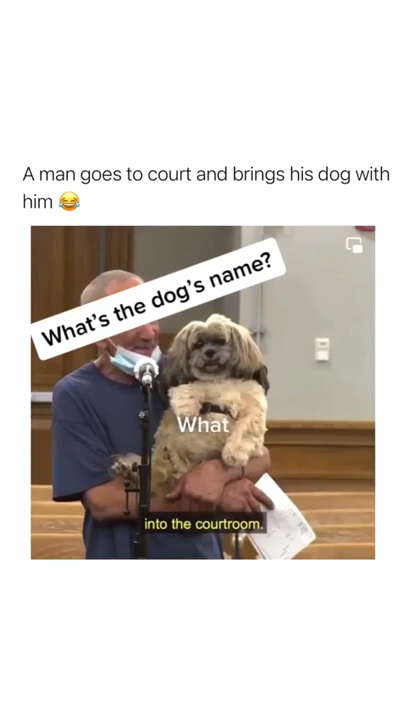 A man goes to court and brings his dog with
him 😂
What's the dog's name?
What
into the courtroom.